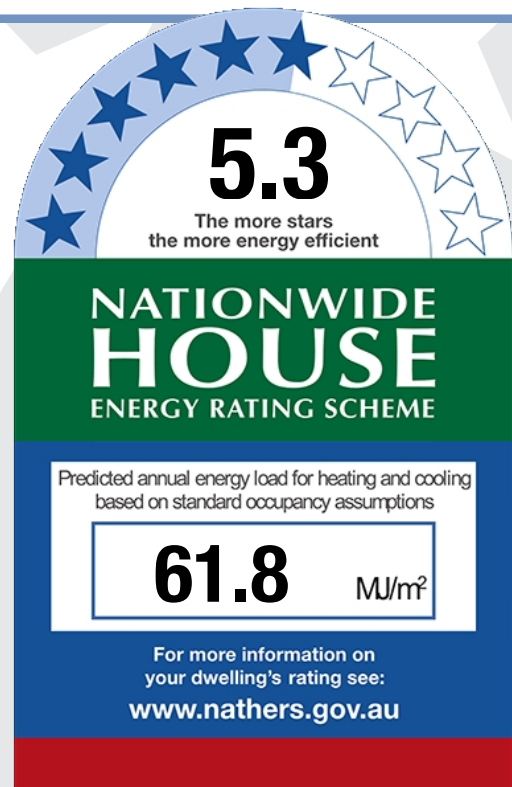 5.3
The more stars
the more energy efficient
NATIONWIDE
HOUSE
ENERGY RATING SCHEME
Predicted annual energy load for heating and cooling
based on standard occupancy assumptions
61.8 MJ/m²
For more information on
your dwelling's rating see:
www.nathers.gov.au